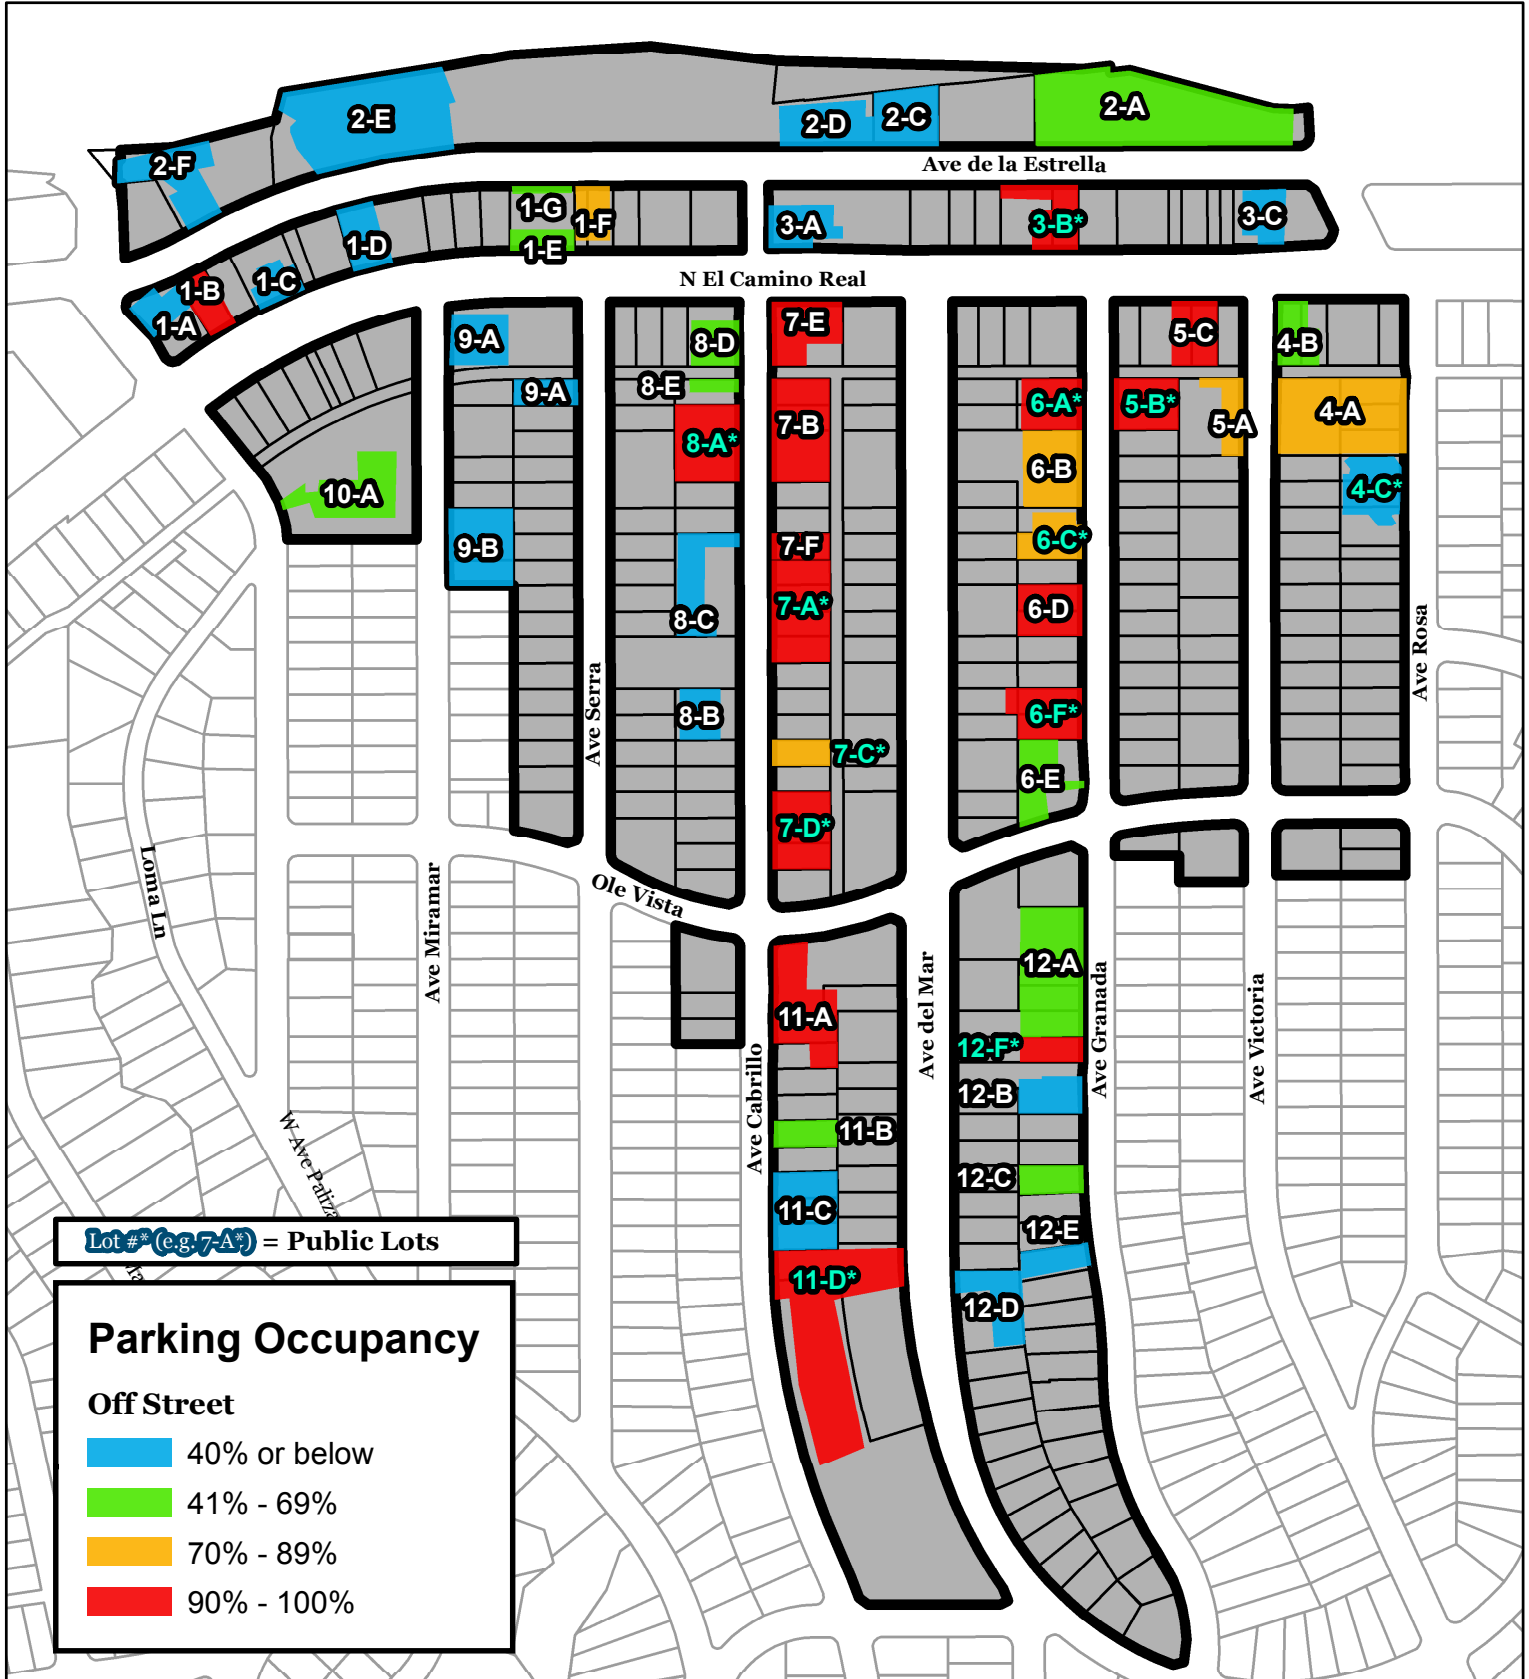 2-E
2-D
2-C
2-A
2-F
Ave de la Estrella
1-G
1-F
1-E
1-D
1-C
1-B
1-A
3-A
3-B*
3-C
N El Camino Real
9-A
8-D
7-E
5-C
4-B
9-A
8-E
8-A*
7-B
6-A*
5-B*
5-A
4-A
6-B
4-C*
10-A
9-B
7-F
6-C*
8-C
7-A*
6-D
Ave Serra
Ave Rosa
8-B
6-F*
7-C*
6-E
7-D*
Loma Ln
Ave Miramar
Ole Vista
12-A
11-A
Ave del Mar
Ave Granada
Ave Victoria
12-F*
12-B
Ave Cabrillo
11-B
W Ave Paliza
12-C
11-C
12-E
11-D*
12-D
Lot #* (e.g. 7-A*) = Public Lots
Parking Occupancy
Off Street
40% or below
41% - 69%
70% - 89%
90% - 100%